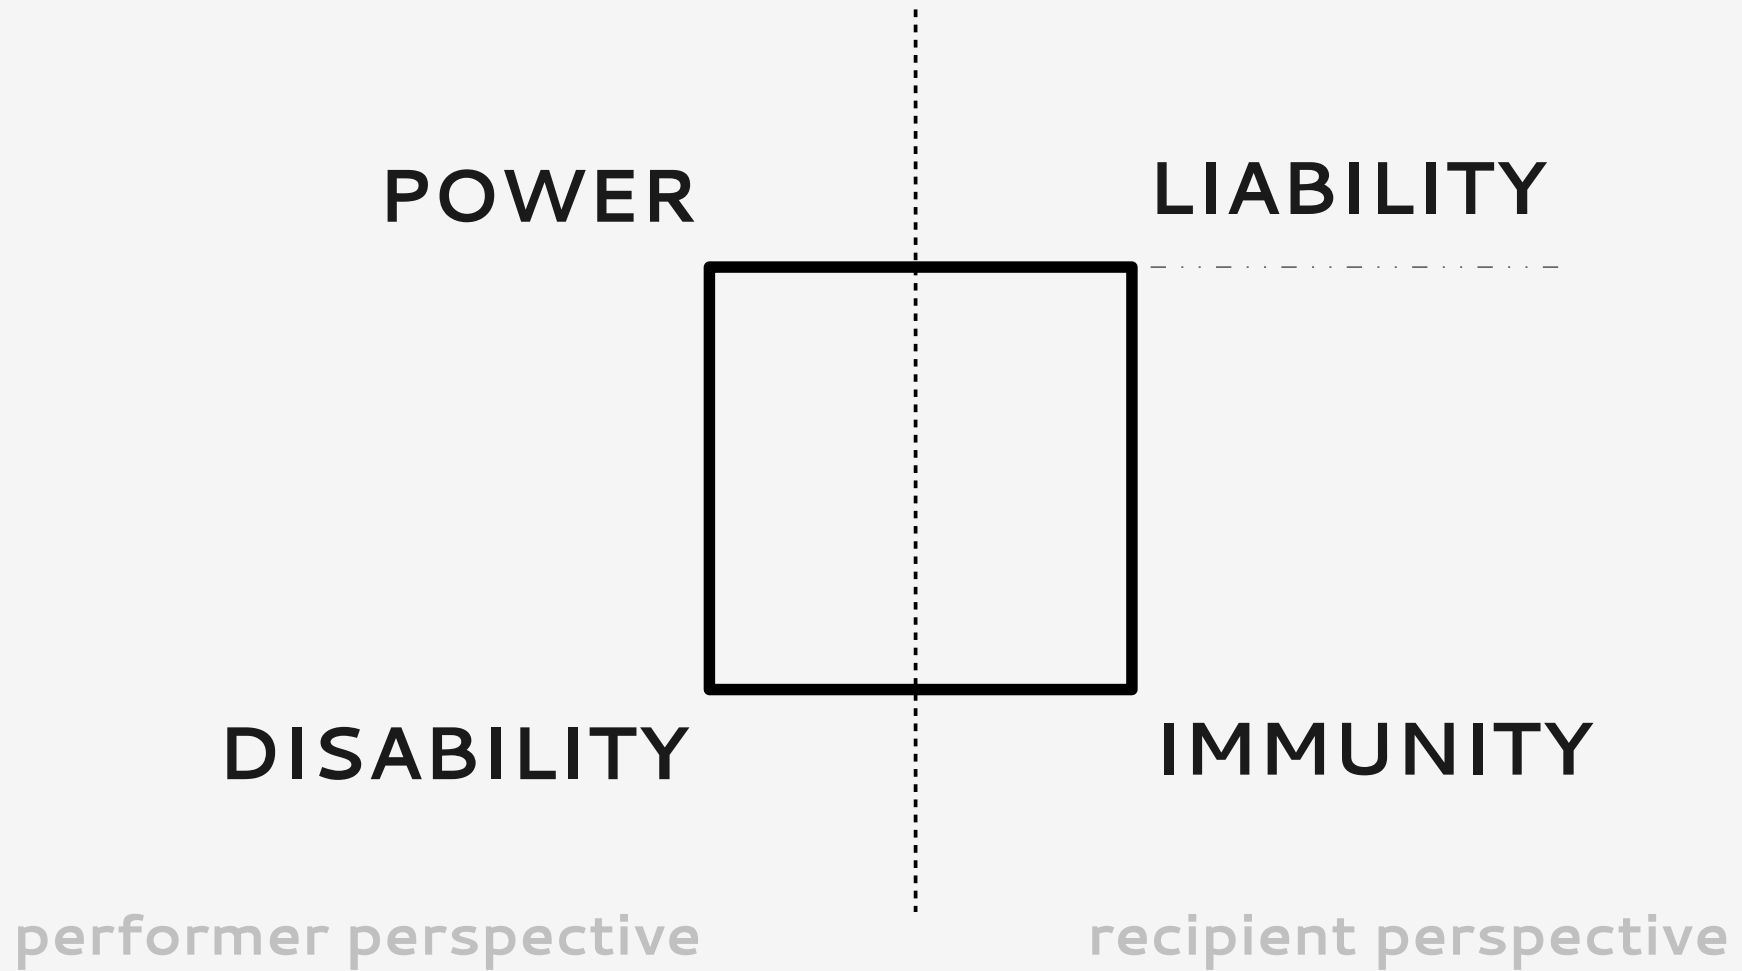 POWER
LIABILITY
DISABILITY
IMMUNITY
performer perspective
recipient perspective